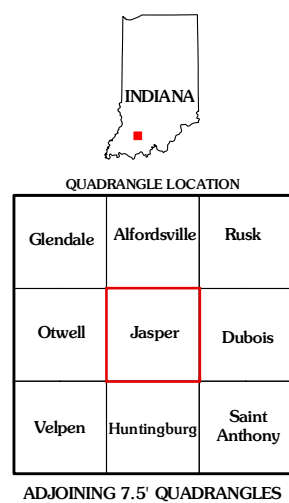 INDIANA
QUADRANGLE LOCATION
Glendale
Alfordsville
Rusk
Otwell
Jasper
Dubois
Velpen
Huntingburg
Saint
Anthony
ADJOINING 7.5' QUADRANGLES